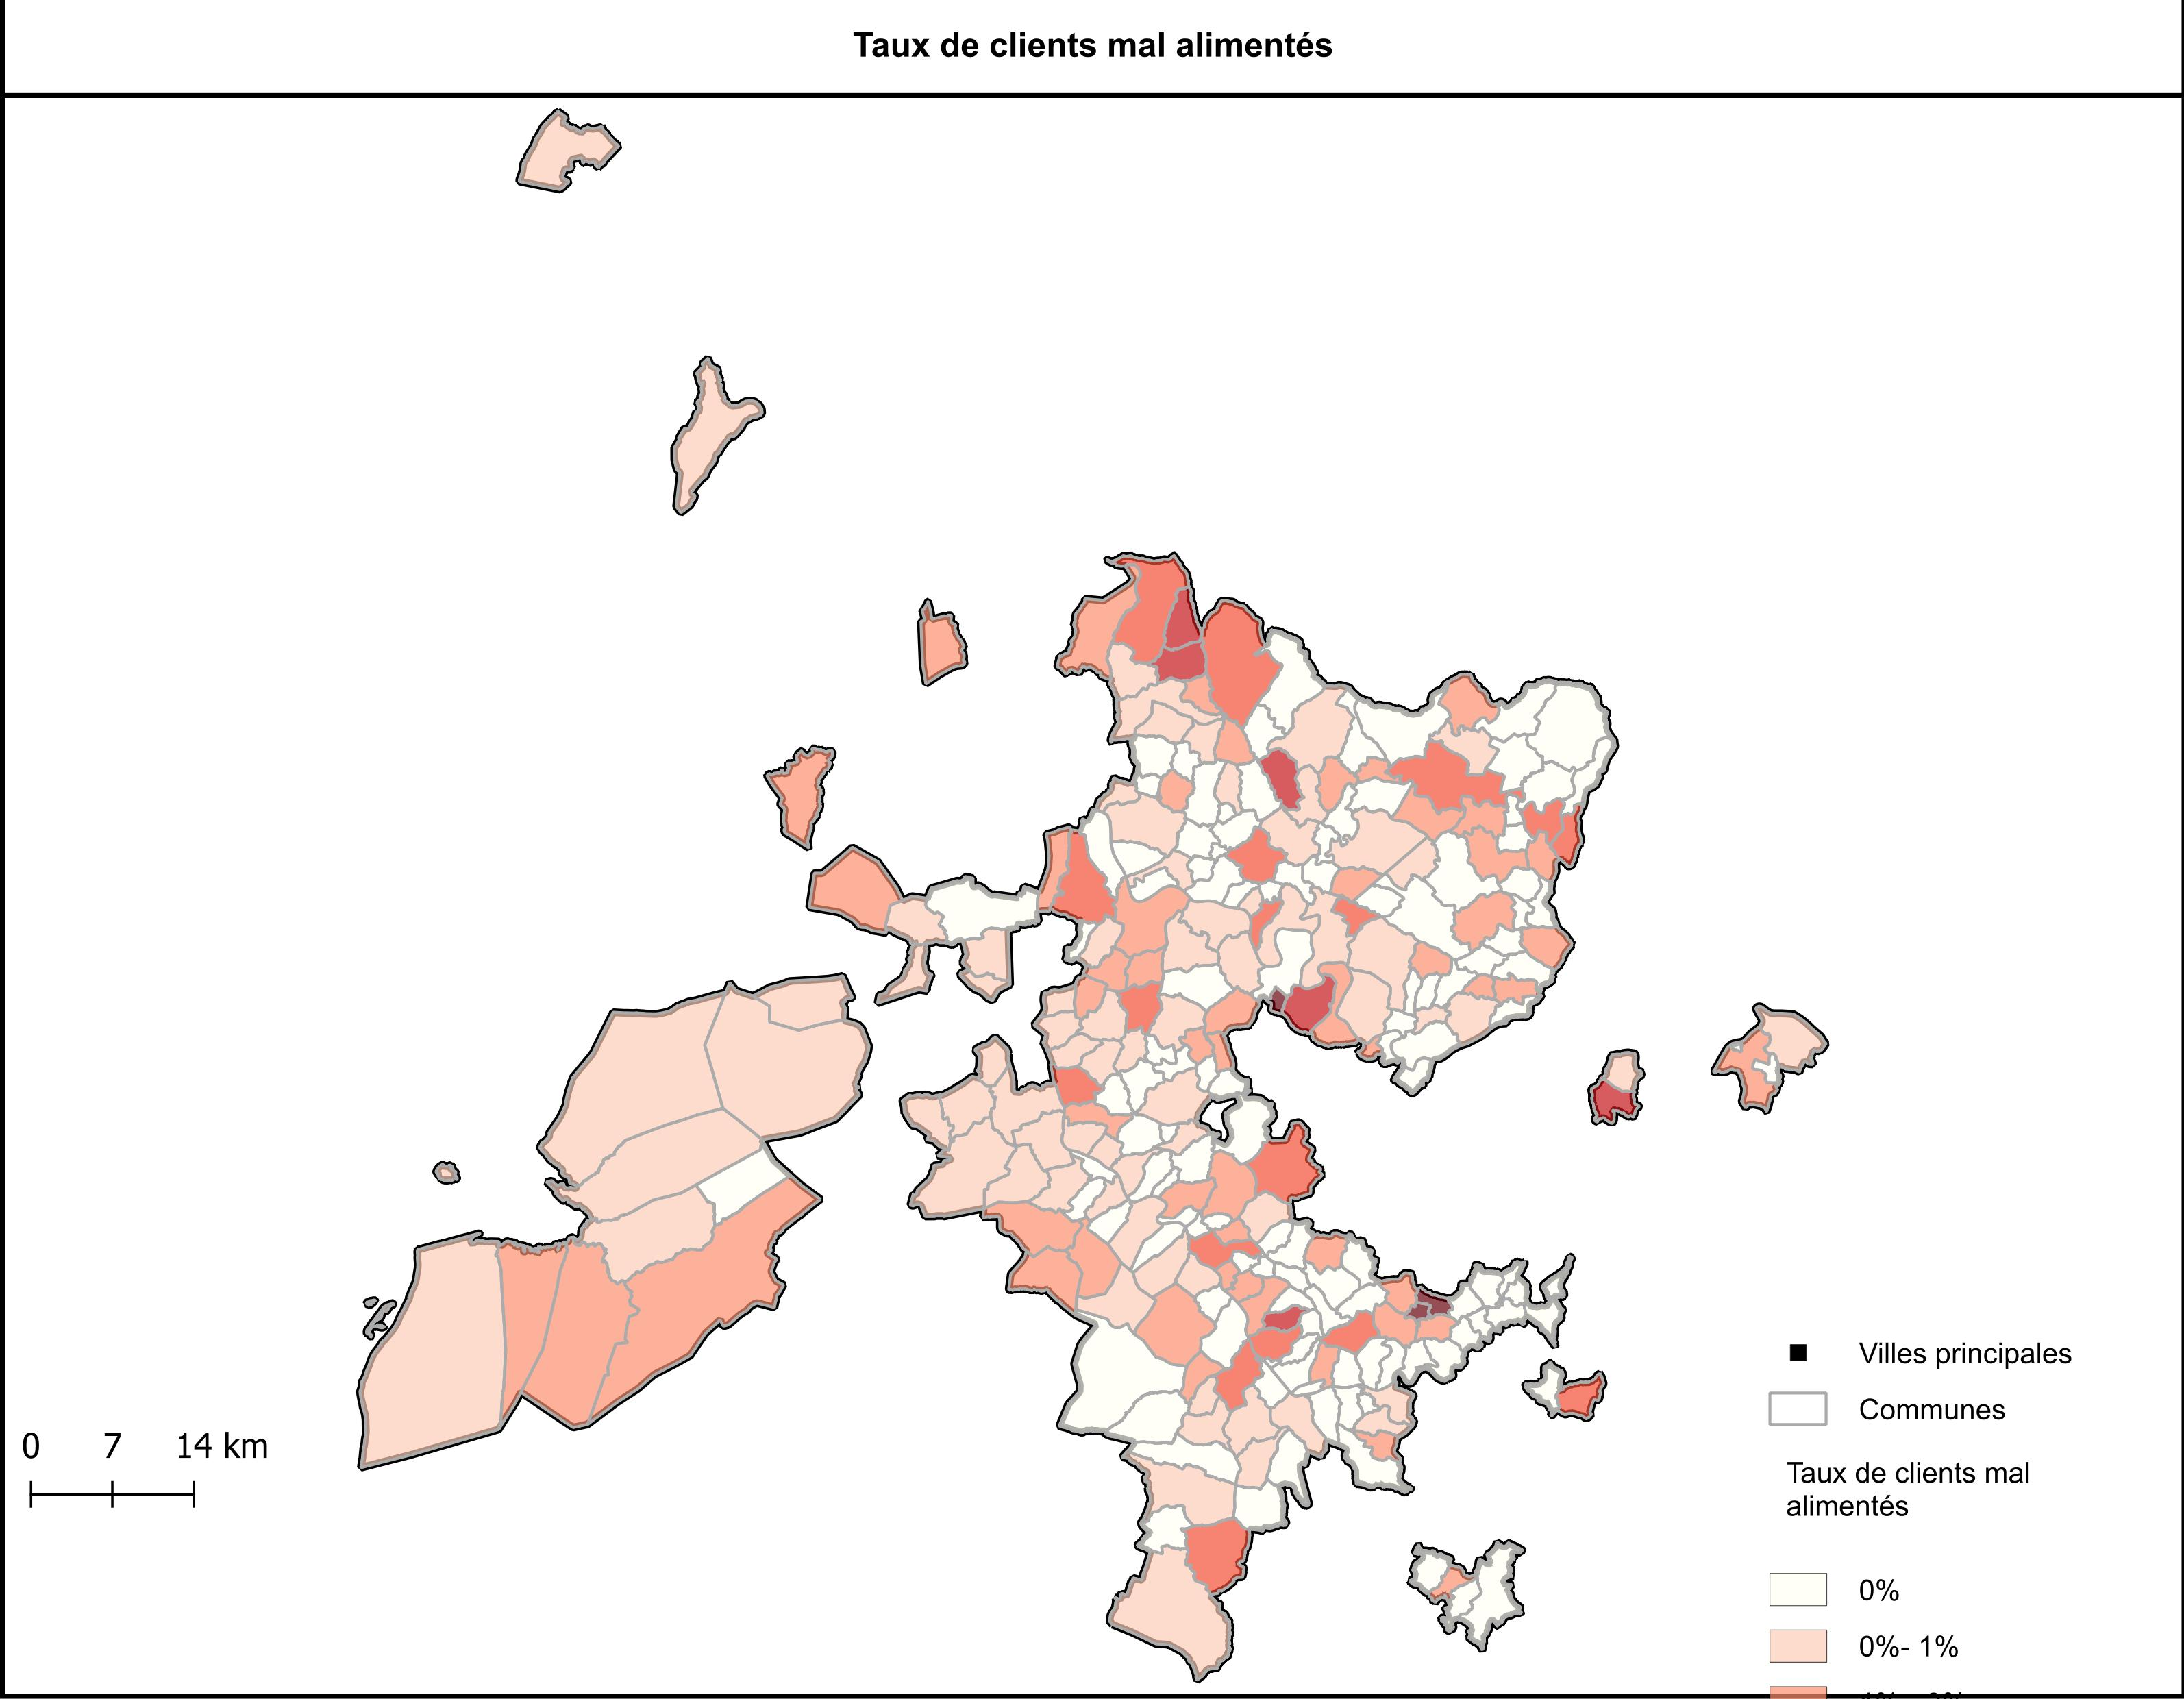 Taux de clients mal alimentés
0 7 14 km
Villes principales
Communes
Taux de clients mal
alimentés
0%
0%- 1%